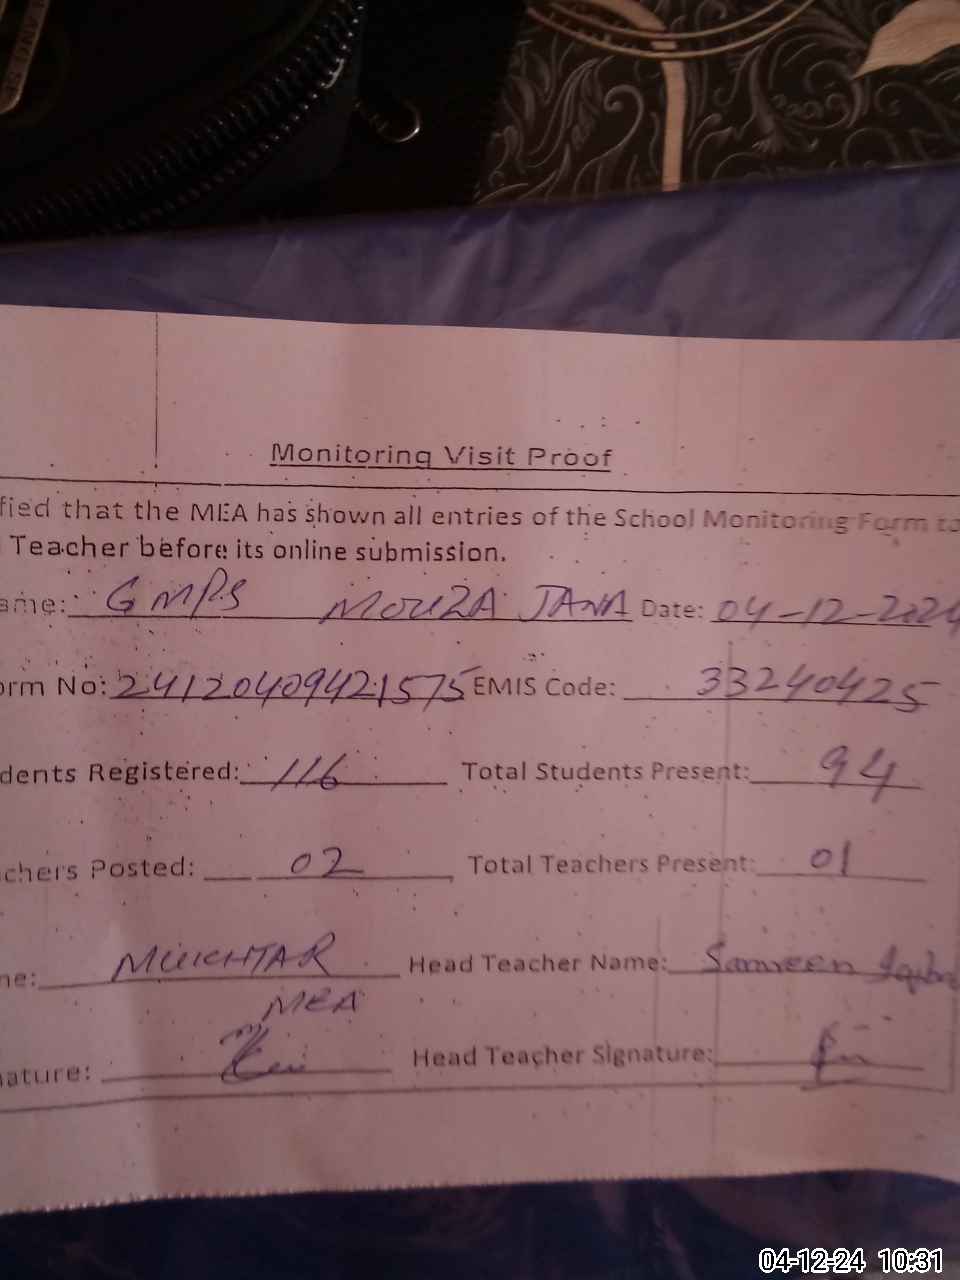 Monitoring Visit Proof
fied that the MEA has shown all entries of the School Monitoring Form to
Teacher before its online submission.
ame: GMPS MOUZA JANA Date: 04-12-2024
orm No: 24120409421575 EMIS Code: 33240425
dents Registered: 116 Total Students Present: 94
chers Posted: 02 Total Teachers Present: 01
ne: MUKHTAR Head Teacher Name: Samreen Iqbal
MEA
nature: Head Teacher Signature:
04-12-24 10:31